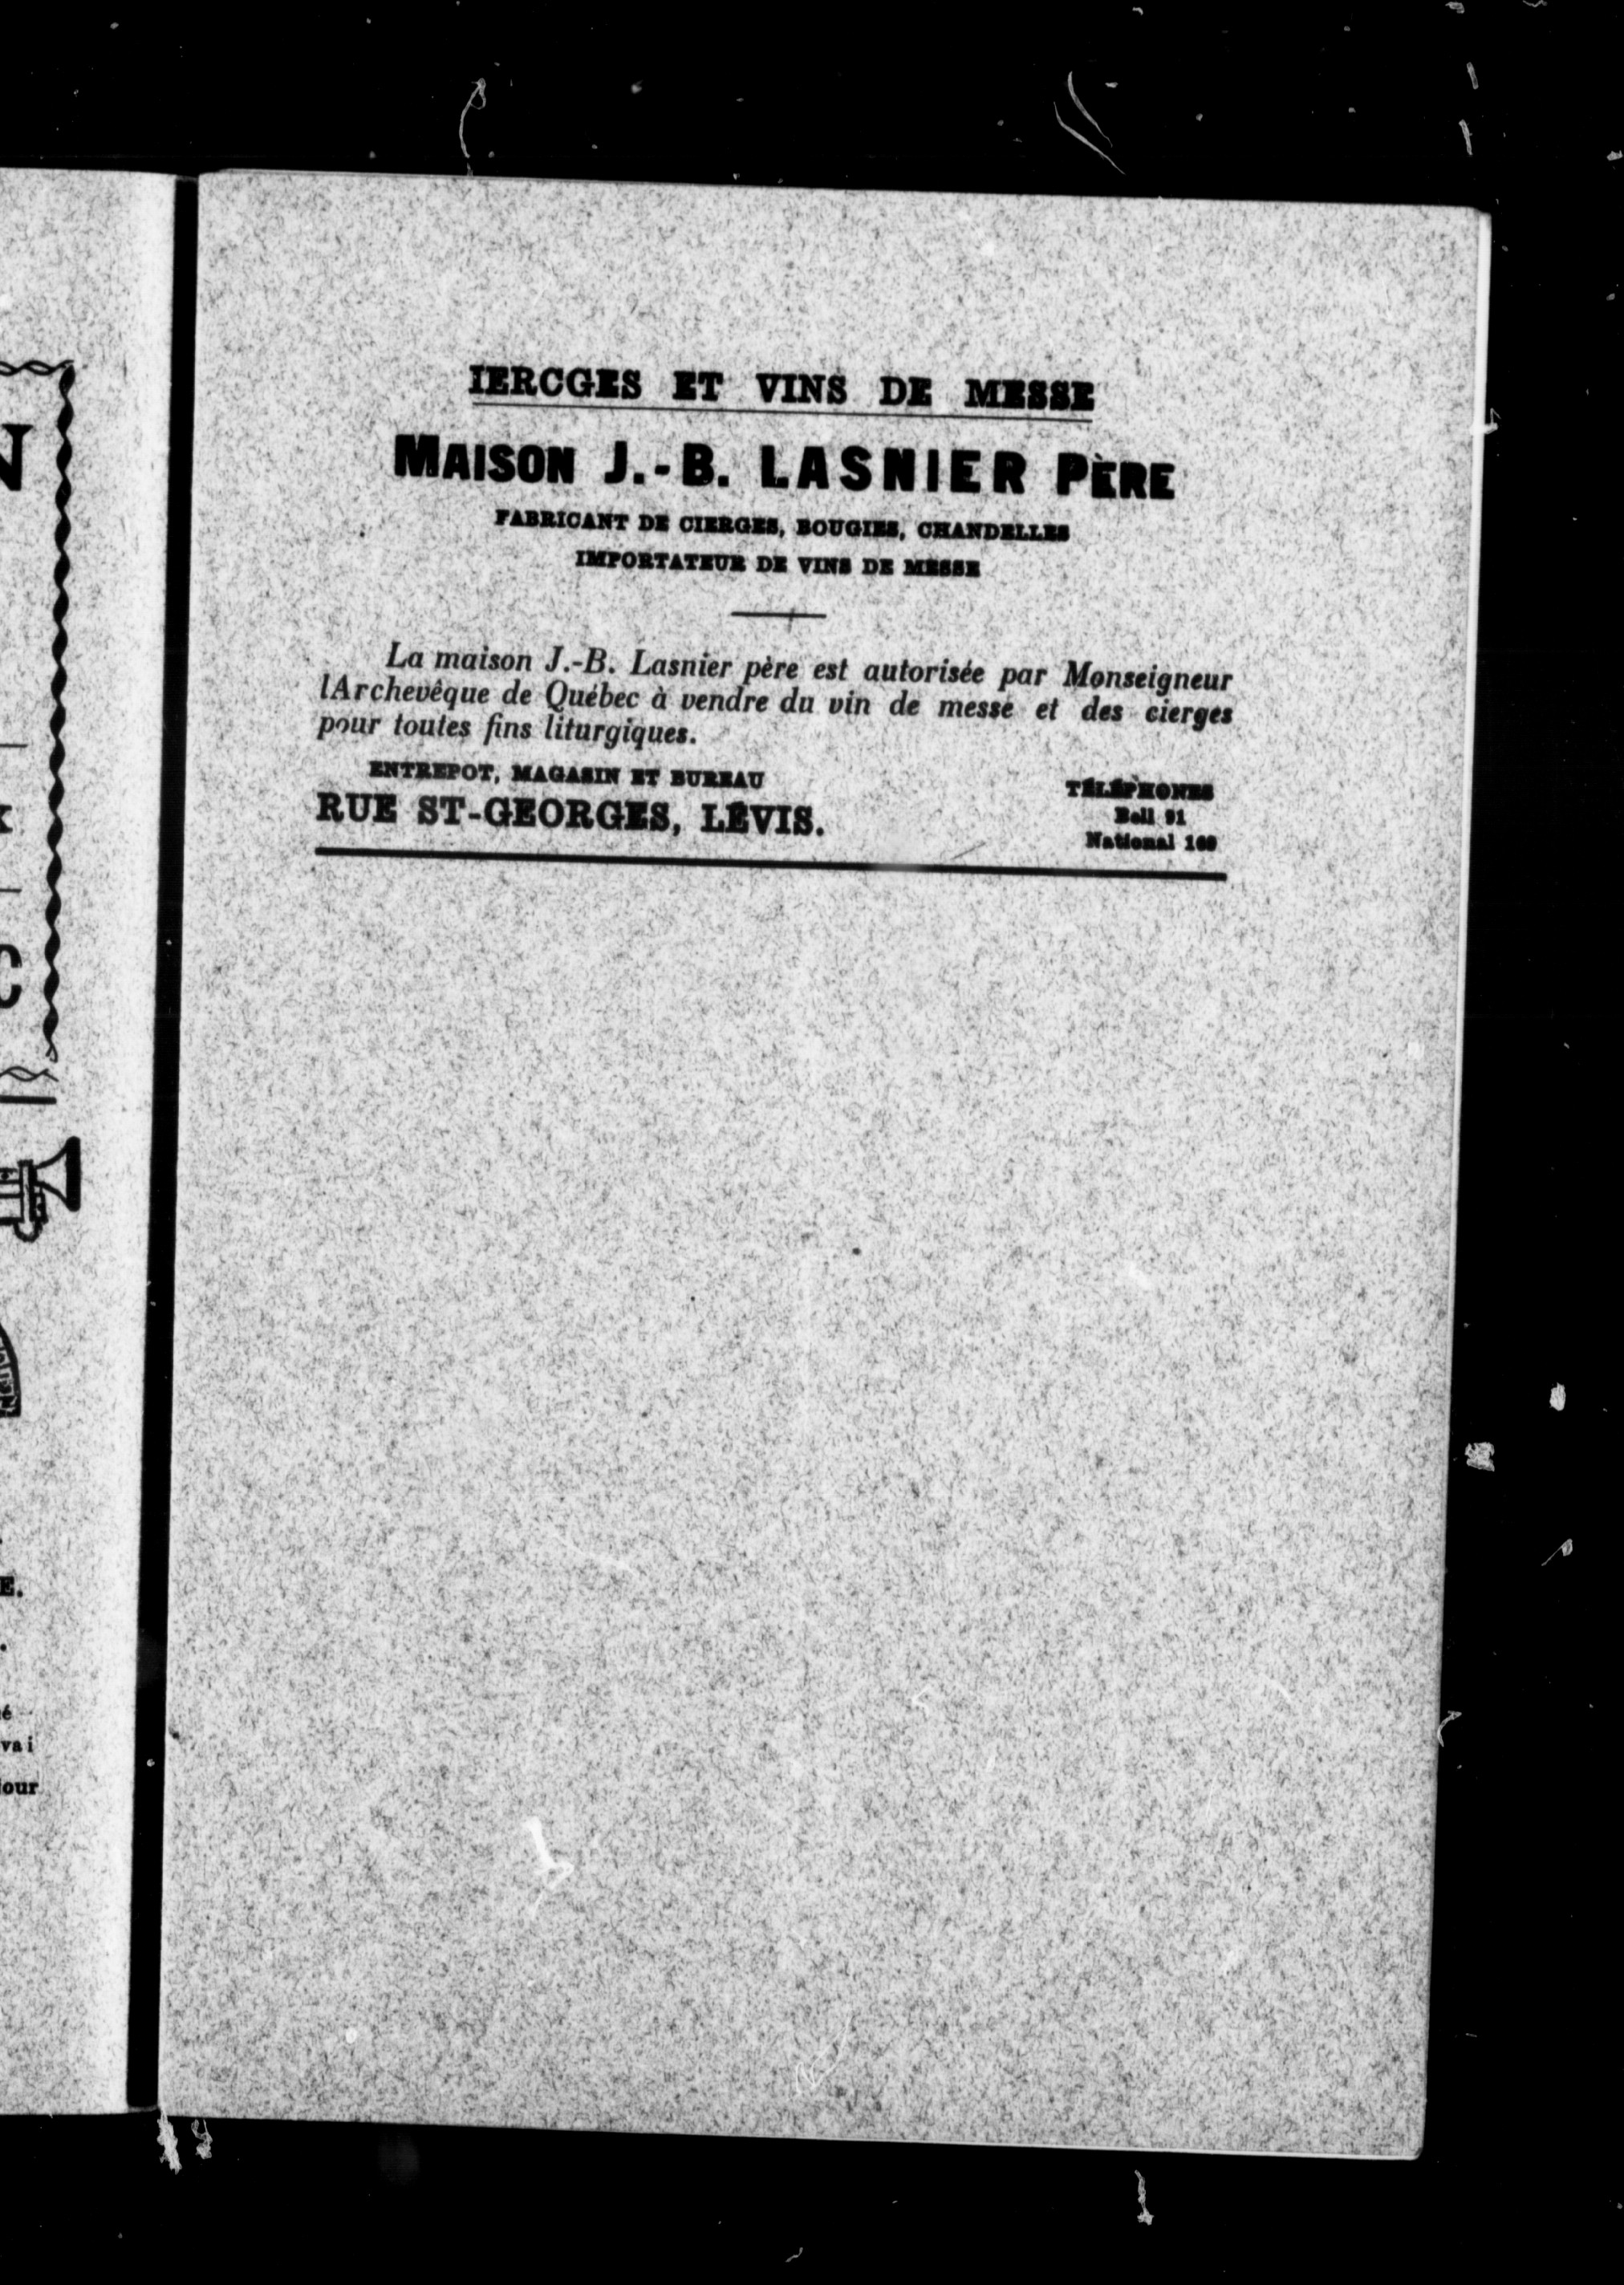 IERCGES ET VINS DE MESSE
MAISON J.-B. LASNIER PÈRE
FABRICANT DE CIERGES, BOUGIES, CHANDELLES
IMPORTATEUR DE VINS DE MESSE
La maison J.-B. Lasnier père est autorisée par Monseigneur
lArchevêque de Québec à vendre du vin de messe et des cierges
pour toutes fins liturgiques.
ENTREPOT, MAGASIN ET BUREAU
RUE ST-GEORGES, LÉVIS.
TÉLÉPHONES
Bell 91
National